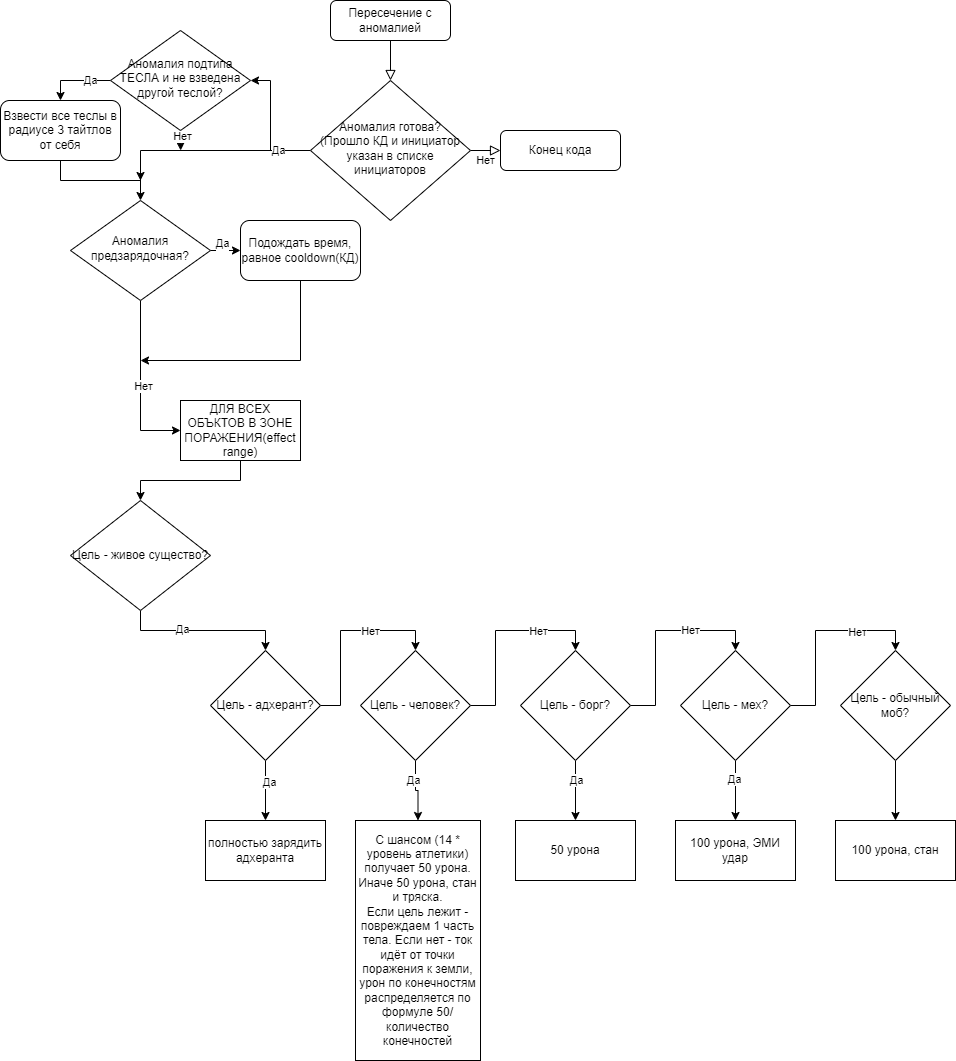 Пересечение с
аномалией
Аномалия подтипа
ТЕСЛА и не взведена
другой теслой?
Да
Взвести все теслы в
радиусе 3 тайтлов
от себя
Нет
Аномалия готова?
(Прошло КД и инициатор
указан в списке
инициаторов
Да
Нет
Конец кода
Аномалия
предзарядочная?
Да
Подождать время,
равное cooldown(КД)
Нет
ДЛЯ ВСЕХ
ОБЪКТОВ В ЗОНЕ
ПОРАЖЕНИЯ(effect
range)
Цель - живое существо?
Да
Нет
Нет
Нет
Нет
Цель - адхерант?
Цель - человек?
Цель - борг?
Цель - мех?
Цель - обычный
моб?
Да
Да
Да
Да
полностью зарядить
адхеранта
С шансом (14 *
уровень атлетики)
получает 50 урона.
Иначе 50 урона, стан
и тряска.
Если цель лежит -
повреждаем 1 часть
тела. Если нет - ток
идёт от точки
поражения к земли,
урон по конечностям
распределяется по
формуле 50/
количество
конечностей
50 урона
100 урона, ЭМИ
удар
100 урона, стан